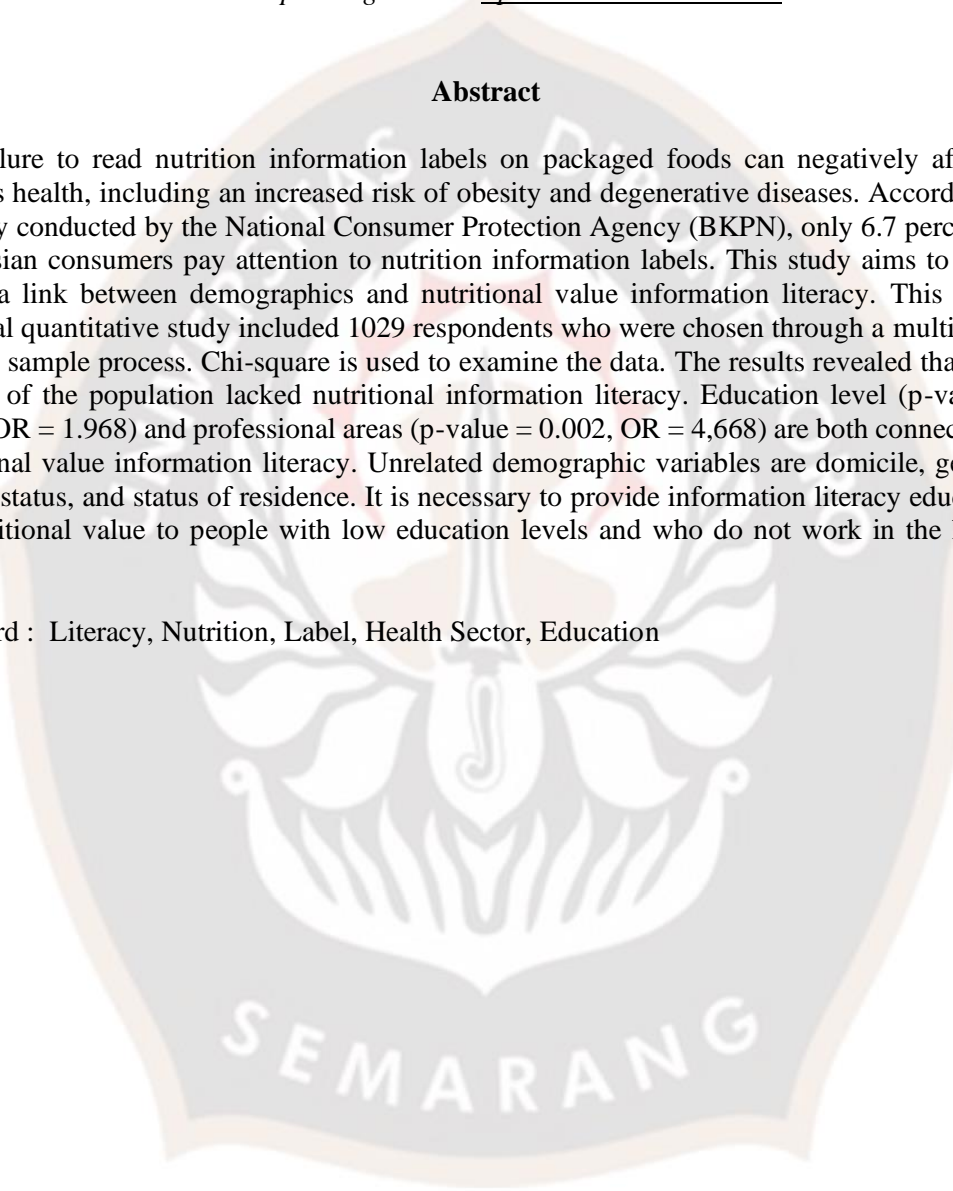 Abstract
lure to read nutrition information labels on packaged foods can negatively af
s health, including an increased risk of obesity and degenerative diseases. Accord
y conducted by the National Consumer Protection Agency (BKPN), only 6.7 perc
sian consumers pay attention to nutrition information labels. This study aims to
a link between demographics and nutritional value information literacy. This
al quantitative study included 1029 respondents who were chosen through a multi
sample process. Chi-square is used to examine the data. The results revealed tha
of the population lacked nutritional information literacy. Education level (p-va
OR = 1.968) and professional areas (p-value = 0.002, OR = 4,668) are both connec
nal value information literacy. Unrelated demographic variables are domicile, ge
status, and status of residence. It is necessary to provide information literacy educ
itional value to people with low education levels and who do not work in the
rd : Literacy, Nutrition, Label, Health Sector, Education
UNIVERSITAS DIPONEGORO
SEMARANG